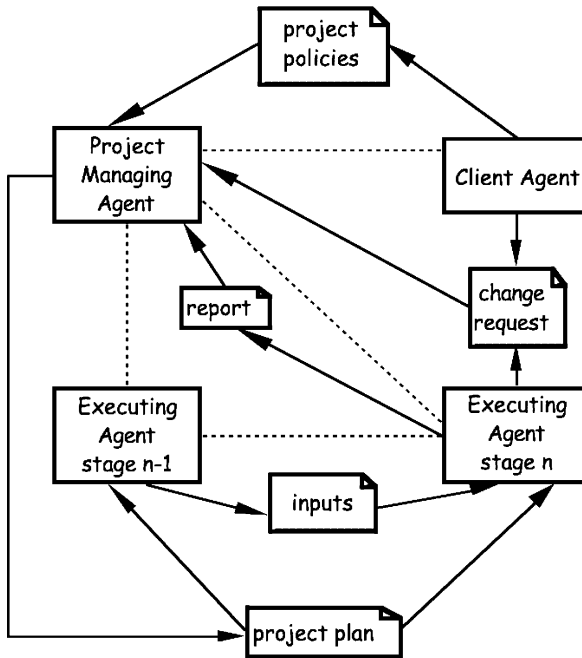 project
policies
Project
Managing
Agent
Client Agent
change
request
report
Executing
Agent
stage n-1
Executing
Agent
stage n
inputs
project plan